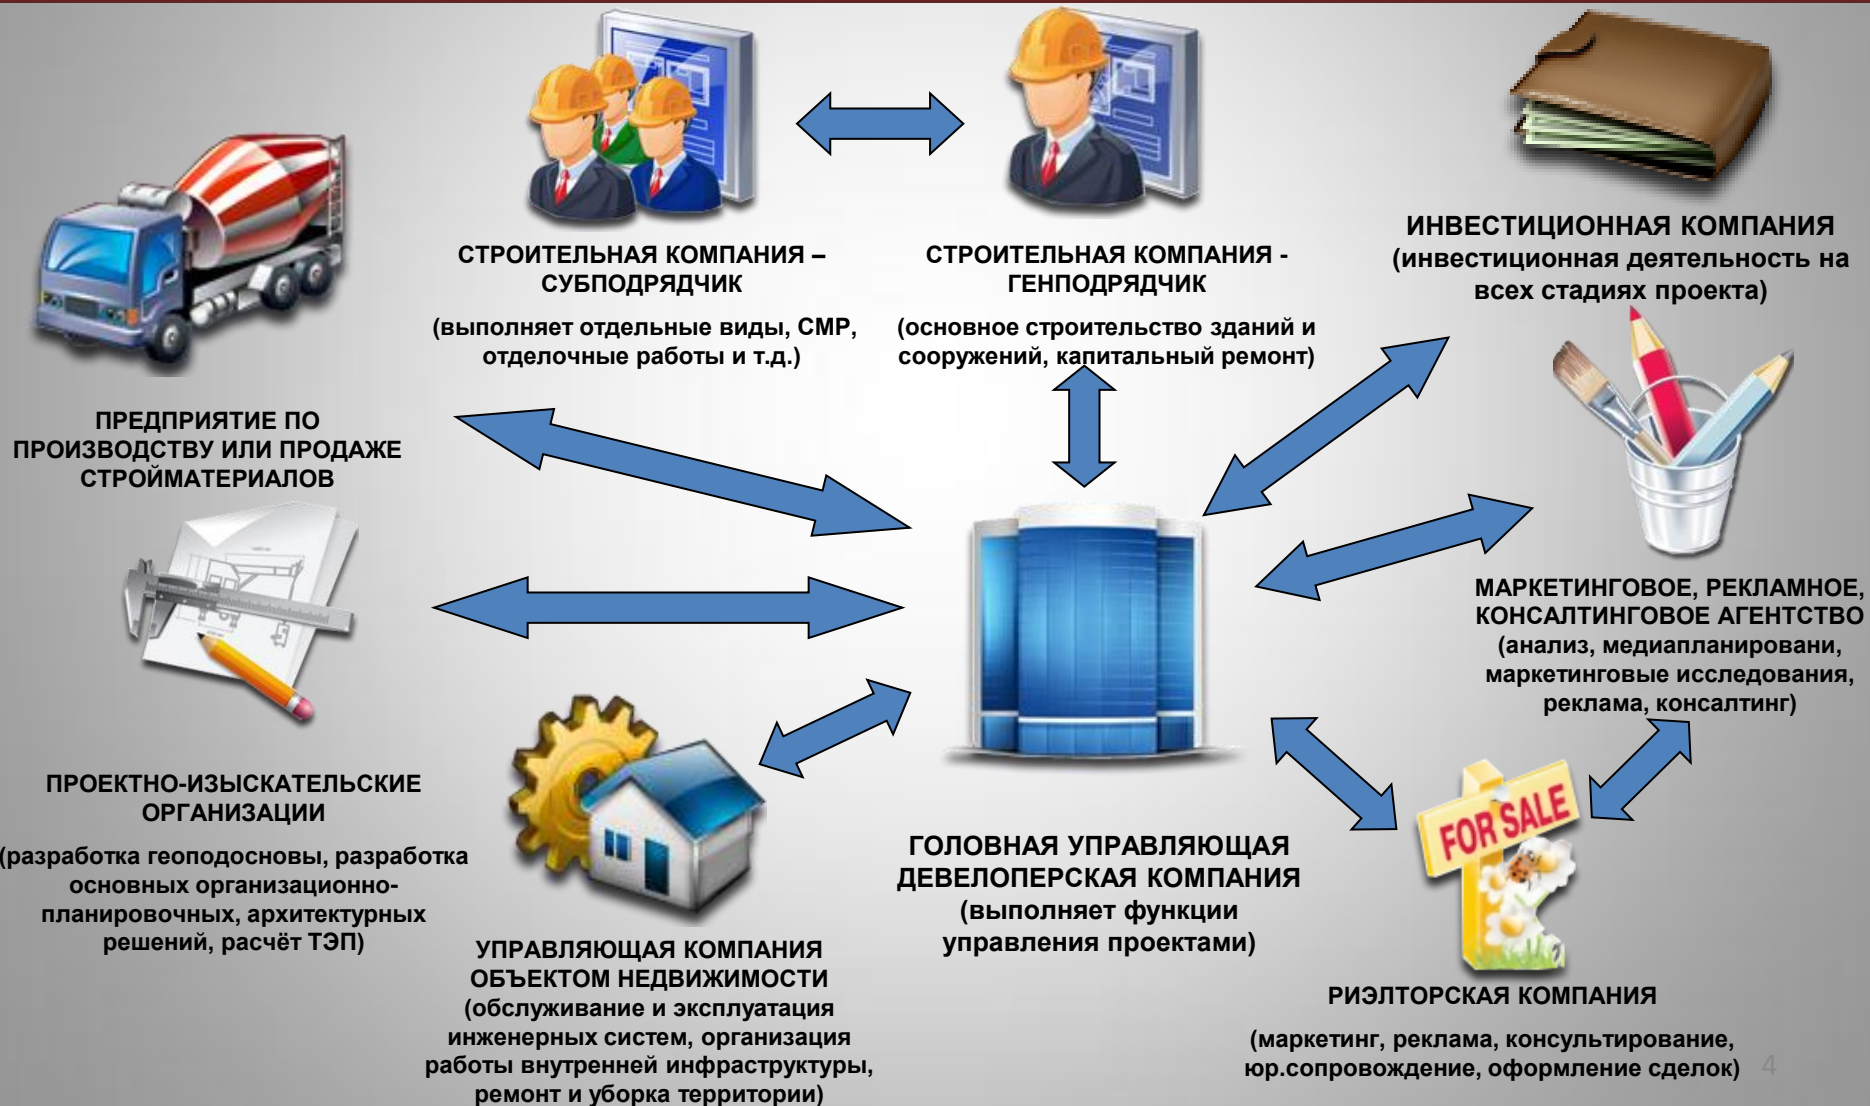 СТРОИТЕЛЬНАЯ КОМПАНИЯ –
СУБПОДРЯДЧИК
(выполняет отдельные виды, СМР,
отделочные работы и т.д.)
СТРОИТЕЛЬНАЯ КОМПАНИЯ -
ГЕНПОДРЯДЧИК
(основное строительство зданий и
сооружений, капитальный ремонт)
ИНВЕСТИЦИОННАЯ КОМПАНИЯ
(инвестиционная деятельность на
всех стадиях проекта)
ПРЕДПРИЯТИЕ ПО
ПРОИЗВОДСТВУ ИЛИ ПРОДАЖЕ
СТРОЙМАТЕРИАЛОВ
МАРКЕТИНГОВОЕ, РЕКЛАМНОЕ,
КОНСАЛТИНГОВОЕ АГЕНТСТВО
(анализ, медиапланировани,
маркетинговые исследования,
реклама, консалтинг)
ПРОЕКТНО-ИЗЫСКАТЕЛЬСКИЕ
ОРГАНИЗАЦИИ
(разработка геоподосновы, разработка
основных организационно-
планировочных, архитектурных
решений, расчёт ТЭП)
УПРАВЛЯЮЩАЯ КОМПАНИЯ
ОБЪЕКТОМ НЕДВИЖИМОСТИ
(обслуживание и эксплуатация
инженерных систем, организация
работы внутренней инфраструктуры,
ремонт и уборка территории)
ГОЛОВНАЯ УПРАВЛЯЮЩАЯ
ДЕВЕЛОПЕРСКАЯ КОМПАНИЯ
(выполняет функции
управления проектами)
FOR SALE
РИЭЛТОРСКАЯ КОМПАНИЯ
(маркетинг, реклама, консультирование,
юр.сопровождение, оформление сделок)
4